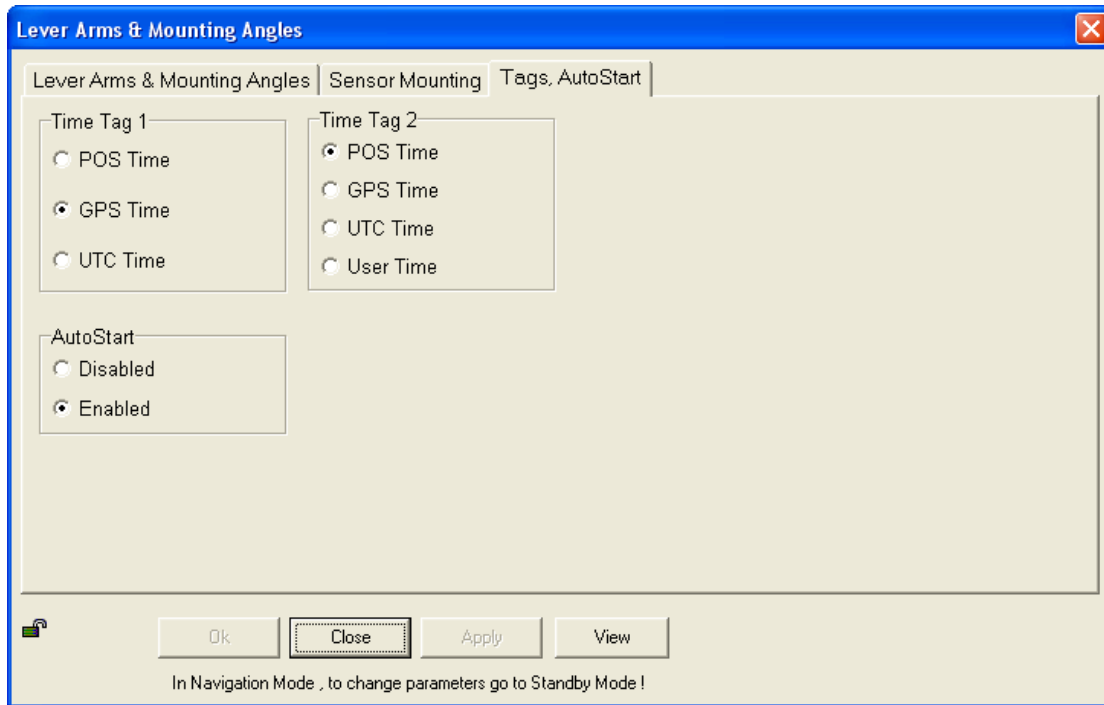 Lever Arms & Mounting Angles
Lever Arms & Mounting Angles Sensor Mounting Tags, AutoStart
Time Tag 1
POS Time
GPS Time
UTC Time
Time Tag 2
POS Time
GPS Time
UTC Time
User Time
AutoStart
Disabled
Enabled
Ok Close Apply View
In Navigation Mode , to change parameters go to Standby Mode !